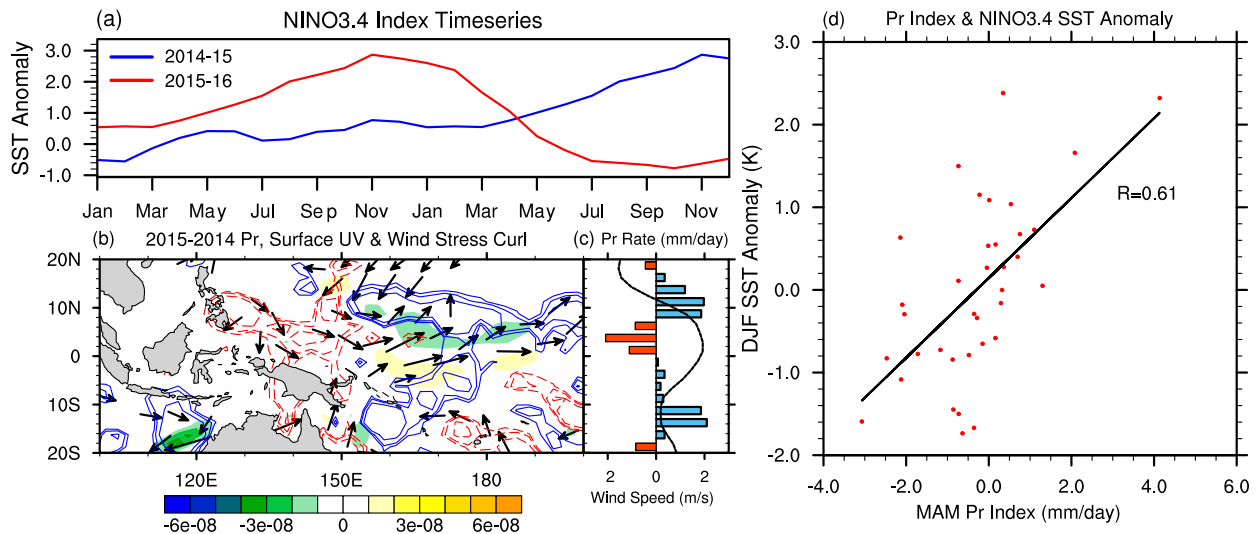 (a) NINO3.4 Index Timeseries
SST Anomaly
3.0
2.0
1.0
0.0
-1.0
2014-15
2015-16
Jan Mar May Jul Sep Nov Jan Mar May Jul Sep Nov
(b) 2015-2014 Pr, Surface UV & Wind Stress Curl
20N
10N
0
10S
20S
120E 150E 180
-6e-08 -3e-08 0 3e-08 6e-08
(c) Pr Rate (mm/day)
2 0 2
Wind Speed (m/s)
(d) Pr Index & NINO3.4 SST Anomaly
DJF SST Anomaly (K)
3.0
2.0
1.0
0.0
-1.0
-2.0
R=0.61
-4.0 -2.0 0.0 2.0 4.0 6.0
MAM Pr Index (mm/day)